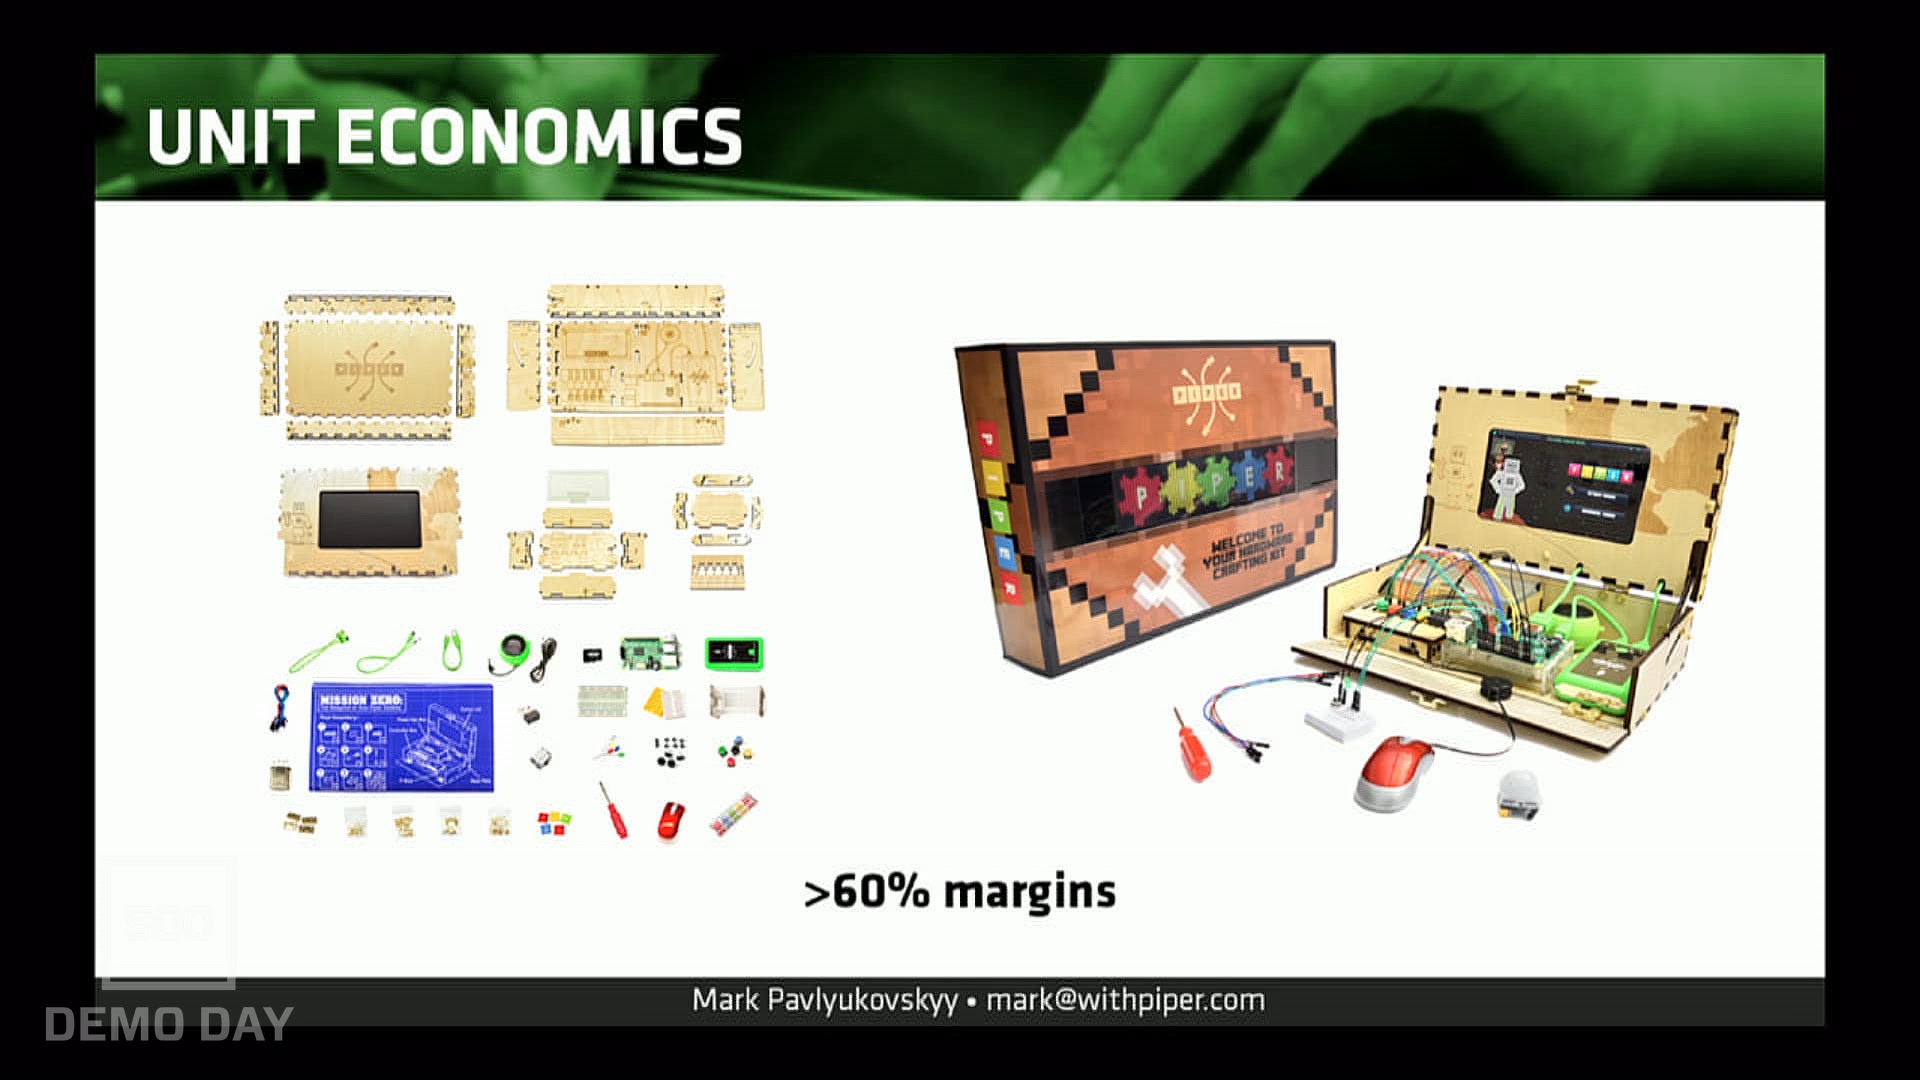 UNIT ECONOMICS
PIPER
WELCOME TO
YOUR HARDWARE
CRAFTING KIT
MISSION ZERO:
>60% margins
500
DEMO DAY
Mark Pavlyukovskyy • mark@withpiper.com